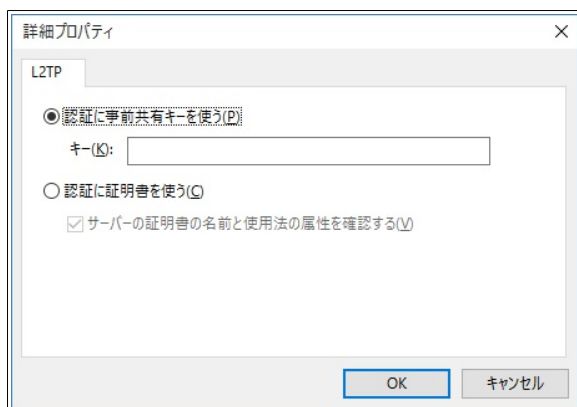 詳細プロパティ
L2TP
認証に事前共有キーを使う(P)
キー(K):
認証に証明書を使う(C)
サーバーの証明書の名前と使用法の属性を確認する(V)
OK
キャンセル